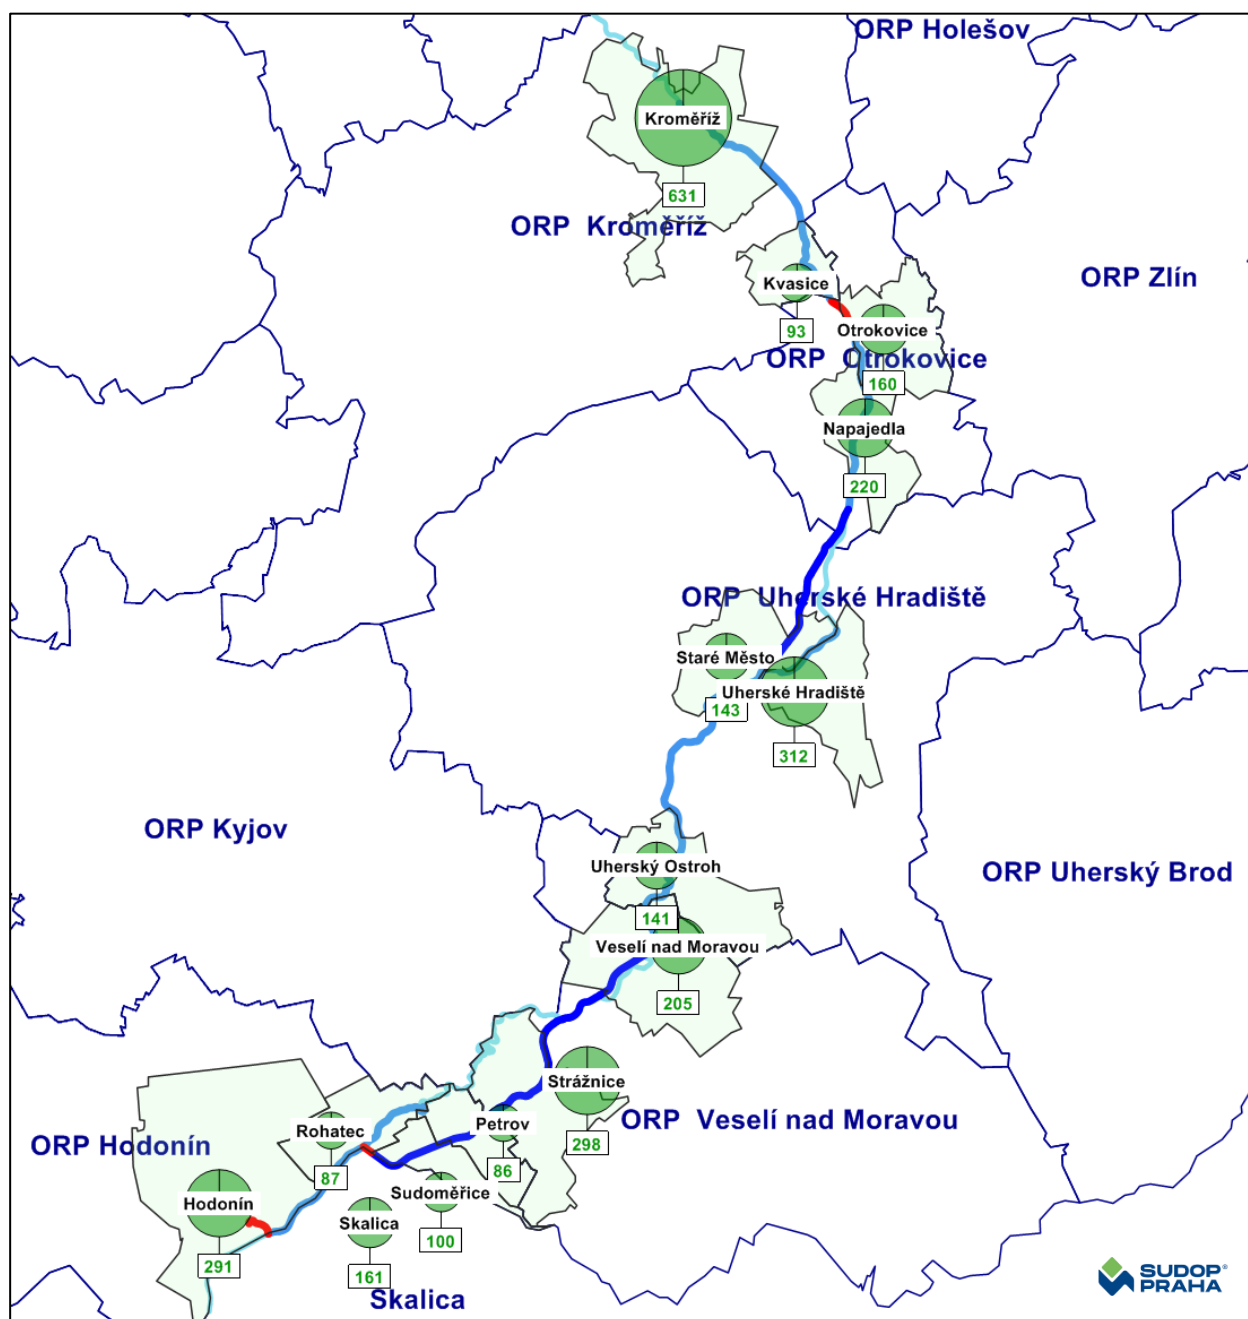 ORP Holešov
Kroměříž
631
ORP Kroměříž
ORP Zlín
Kvasice
93
Otrokovice
ORP Otrokovice
160
Napajedla
220
ORP Uherské Hradiště
Staré Město
Uherské Hradiště
143
312
ORP Kyjov
Uherský Ostroh
ORP Uherský Brod
141
Veselí nad Moravou
205
Strážnice
ORP Veselí nad Moravou
298
Petrov
86
Rohatec
87
ORP Hodonín
Sudoměřice
100
Hodonín
291
Skalica
161
Skalica
SUDOP®
PRAHA